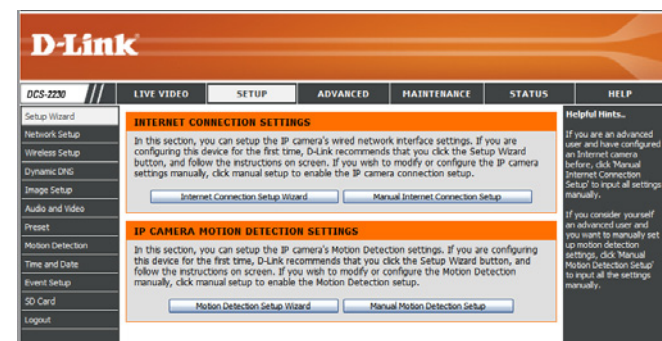 D-Link
DCS-2230
LIVE VIDEO
SETUP
ADVANCED
MAINTENANCE
STATUS
HELP
Setup Wizard
Network Setup
Wireless Setup
Dynamic DNS
Image Setup
Audio and Video
Preset
Motion Detection
Time and Date
Event Setup
SD Card
Logout
INTERNET CONNECTION SETTINGS
In this section, you can setup the IP camera's wired network interface settings. If you are
configuring this device for the first time, D-Link recommends that you click the Setup Wizard
button, and follow the instructions on screen. If you wish to modify or configure the IP camera
settings manually, click manual setup to enable the IP camera connection setup.
Internet Connection Setup Wizard
Manual Internet Connection Setup
IP CAMERA MOTION DETECTION SETTINGS
In this section, you can setup the IP camera's Motion Detection settings. If you are configuring
this device for the first time, D-Link recommends that you click the Setup Wizard button, and
follow the instructions on screen. If you wish to modify or configure the Motion Detection
manually, click manual setup to enable the Motion Detection setup.
Motion Detection Setup Wizard
Manual Motion Detection Setup
Helpful Hints..
If you are an advanced
user and have configured
an Internet camera
before, click 'Manual
Internet Connection
Setup' to input all settings
manually.
If you consider yourself
an advanced user and
you want to manually set
up motion detection
settings, click 'Manual
Motion Detection Setup'
to input all the settings
manually.